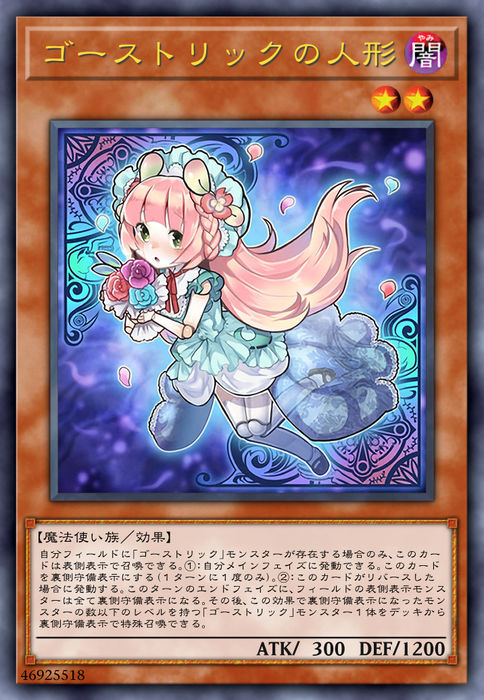 ゴーストリックの人形
やみ
闇
【魔法使い族/効果】
自分フィールドに「ゴーストリック」モンスターが存在する場合のみ、このカー
ドは表側表示で召喚できる。①:自分メインフェイズに発動できる。このカード
を裏側守備表示にする(1ターンに1度のみ)。②:このカードがリバースした
場合に発動する。このターンのエンドフェイズに、フィールドの表側表示モンス
ターは全て裏側守備表示になる。その後、この効果で裏側守備表示になったモン
スターの数以下のレベルを持つ「ゴーストリック」モンスター1体をデッキから
裏側守備表示で特殊召喚できる。
ATK/ 300 DEF/1200
46925518